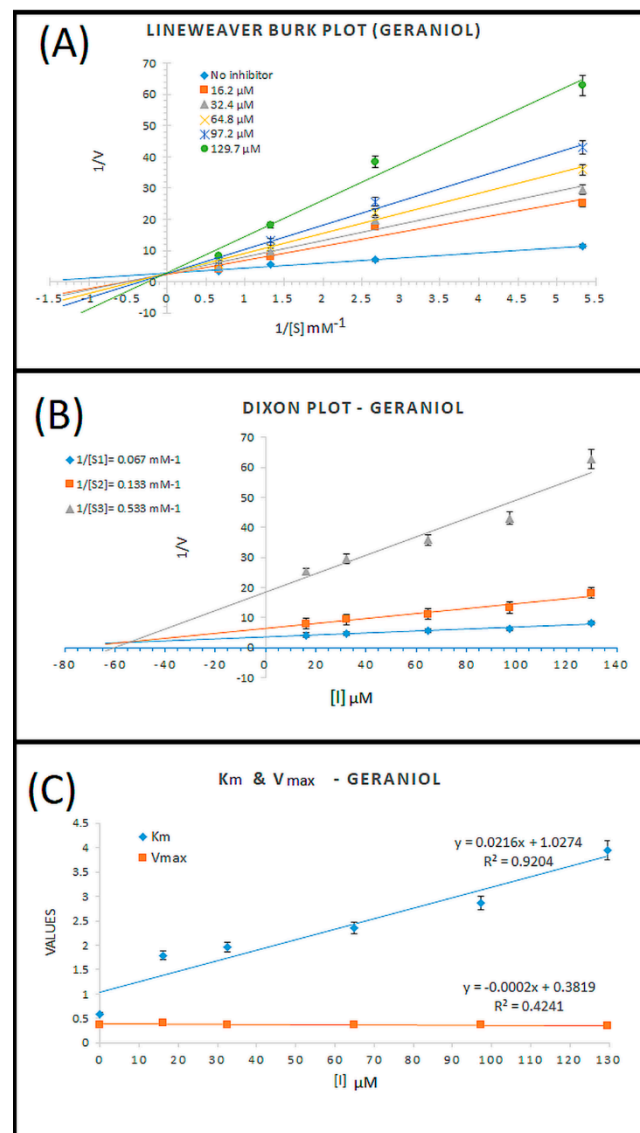 (A)
LINEWEAVER BURK PLOT (GERANIOL)
No inhibitor
16.2 µM
32.4 µM
64.8 µM
97.2 µM
129.7 µM
1/V
70
60
50
40
30
20
10
0
-10
-1.5 -1 -0.5 0 0.5 1 1.5 2 2.5 3 3.5 4 4.5 5 5.5
1/[S] mM-1
(B)
DIXON PLOT - GERANIOL
1/[S1]= 0.067 mM-1
1/[S2]= 0.133 mM-1
1/[S3]= 0.533 mM-1
1/V
70
60
50
40
30
20
10
0
-10
-80 -60 -40 -20 0 20 40 60 80 100 120 140
[I] µM
(C)
Km & Vmax - GERANIOL
Km
Vmax
y = 0.0216x + 1.0274
R² = 0.9204
y = -0.0002x + 0.3819
R² = 0.4241
VALUES
4.5
4
3.5
3
2.5
2
1.5
1
0.5
0
0 10 20 30 40 50 60 70 80 90 100 110 120 130
[I] µM